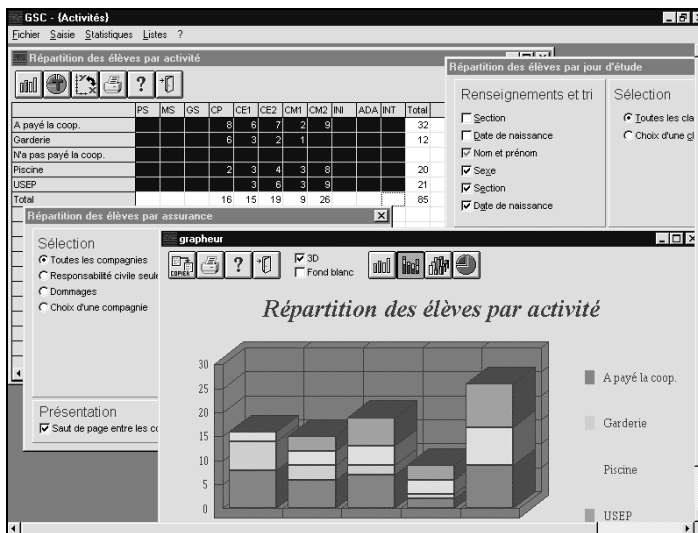 GSC - {Activités}
Fichier Saisie Statistiques Listes ?
Répartition des élèves par activité
PS MS GS CP CE1 CE2 CM1 CM2 INI ADA INT Total
A payé la coop. 8 6 7 2 9 32
Garderie 6 3 2 1 12
N'a pas payé la coop.
Piscine 2 3 4 3 8 20
USEP 3 6 3 9 21
Total 16 15 19 9 26 85
Répartition des élèves par jour d'étude
Renseignements et tri
Section
Date de naissance
Nom et prénom
Sexe
Section
Date de naissance
Sélection
Toutes les cla
Choix d'une cl
Répartition des élèves par assurance
Sélection
Toutes les compagnies
Responsabilité civile seule
Dommages
Choix d'une compagnie
Présentation
Saut de page entre les co
grapheur
COPIER
?
3D
Fond blanc
Répartition des élèves par activité
30
25
20
15
10
5
0
A payé la coop.
Garderie
Piscine
USEP